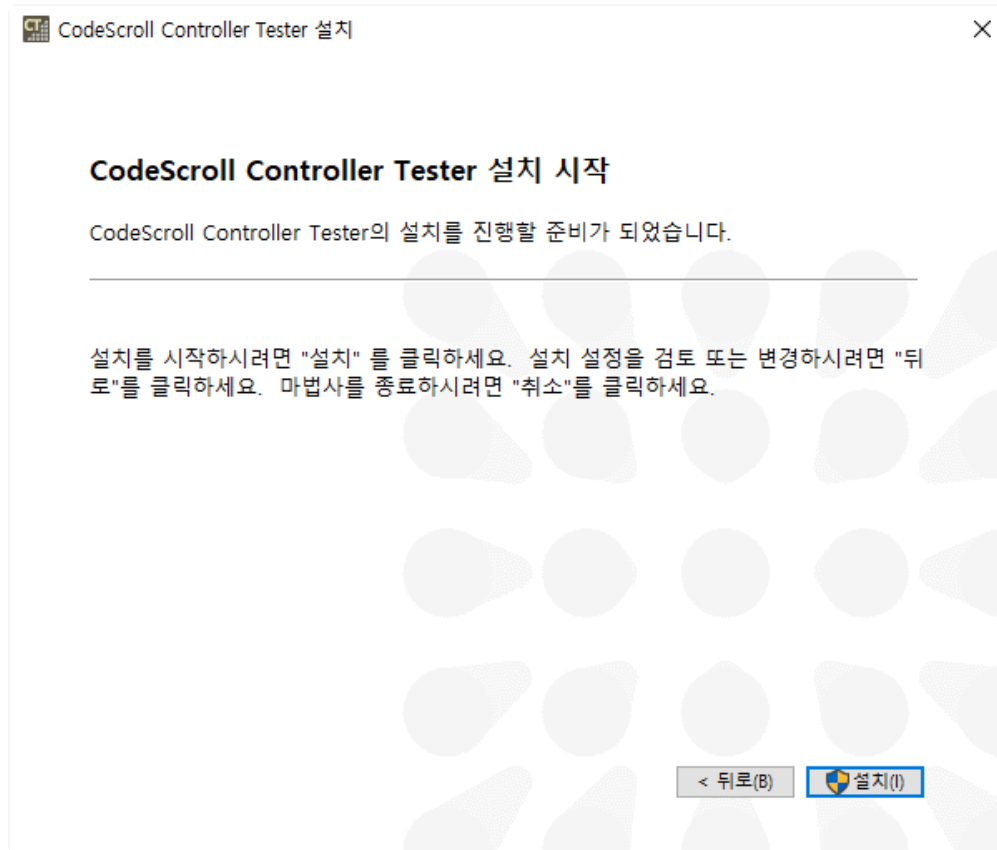 CT
CodeScroll Controller Tester 설치
CodeScroll Controller Tester 설치 시작
CodeScroll Controller Tester의 설치를 진행할 준비가 되었습니다.
설치를 시작하시려면 "설치" 를 클릭하세요. 설치 설정을 검토 또는 변경하시려면 "뒤
로"를 클릭하세요. 마법사를 종료하시려면 "취소"를 클릭하세요.
< 뒤로(B)
설치(I)